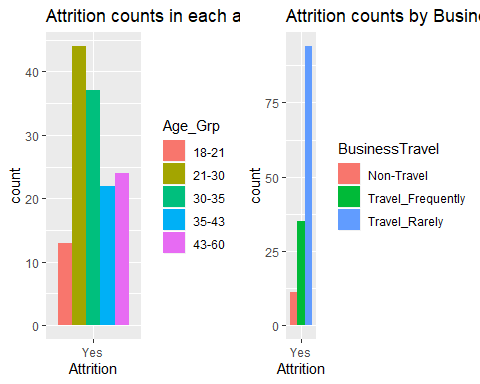 Attrition counts in each a
40
30
20
10
0
count
Yes
Attrition
Age_Grp
18-21
21-30
30-35
35-43
43-60
Attrition counts by Busine
75
50
25
0
count
Yes
Attrition
BusinessTravel
Non-Travel
Travel_Frequently
Travel_Rarely